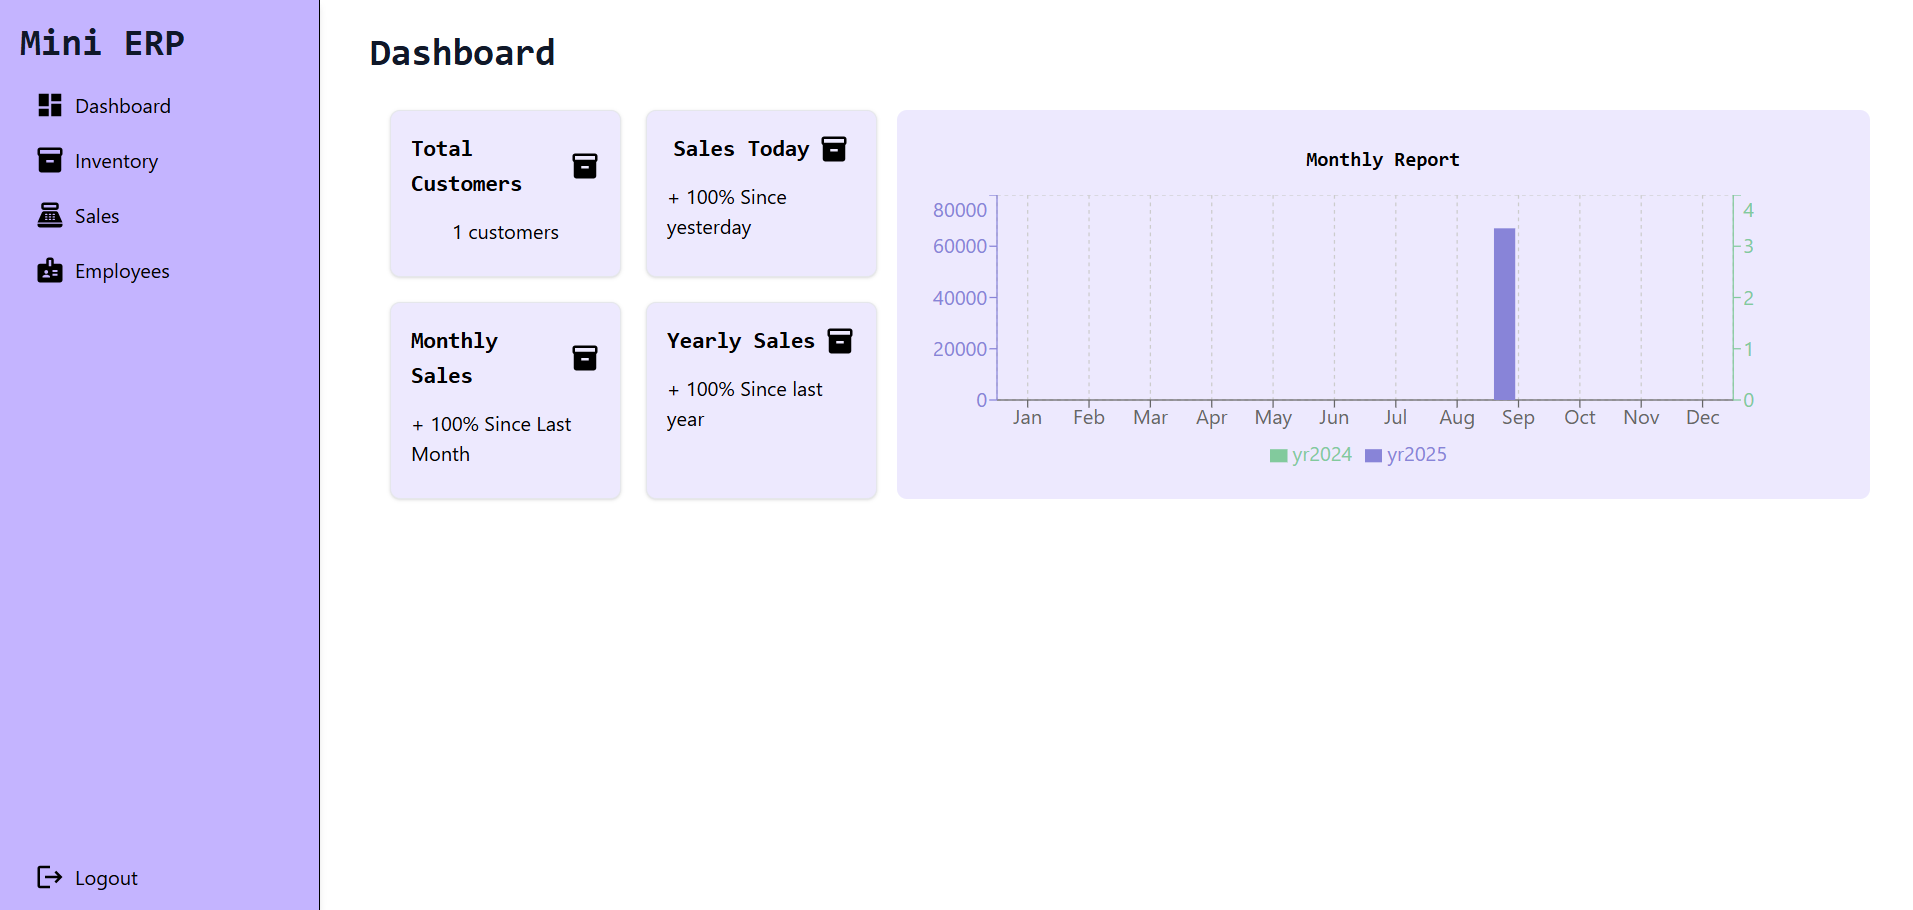 Mini ERP
Dashboard
Inventory
Sales
Employees
Logout
Dashboard
Total
Customers
1 customers
Sales Today
+ 100% Since
yesterday
Monthly
Sales
+ 100% Since Last
Month
Yearly Sales
+ 100% Since last
year
Monthly Report
80000
60000
40000
20000
0
4
3
2
1
0
Jan Feb Mar Apr May Jun Jul Aug Sep Oct Nov Dec
yr2024 yr2025